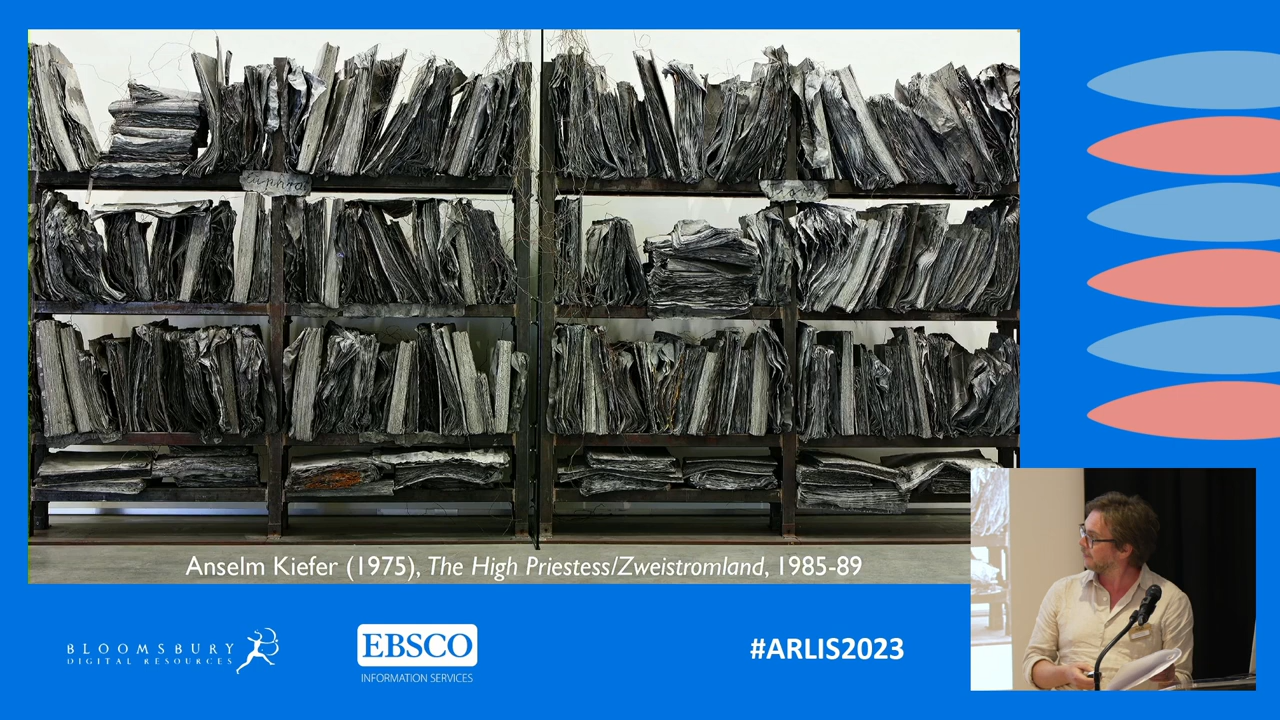 Anselm Kiefer (1975), The High Priestess/Zweistromland, 1985-89
BLOOMSBURY
DIGITAL RESOURCES
EBSCO
INFORMATION SERVICES
#ARLIS2023